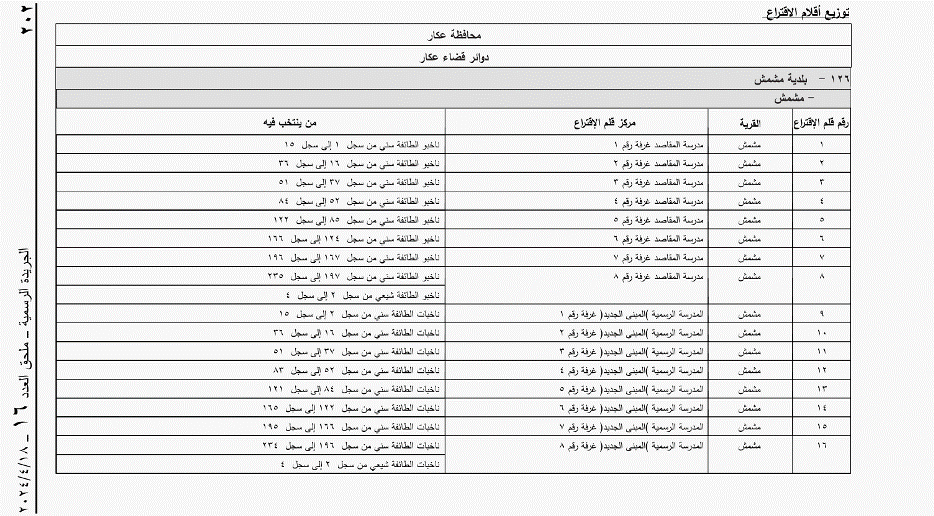 توزيع أقلام الاقتراع
محافظة عكار
دوائر قضاء عكار
١٢٦ - بلدية مشمش
- مشمش
رقم قلم الإقتراع القرية مركز قلم الإقتراع من ينتخب فيه
١ مشمش مدرسة المقاصد غرفة رقم ١ ناخبو الطائفة سني من سجل ١ إلى سجل ١٥
٢ مشمش مدرسة المقاصد غرفة رقم ٢ ناخبو الطائفة سني من سجل ١٦ إلى سجل ٣٦
٣ مشمش مدرسة المقاصد غرفة رقم ٣ ناخبو الطائفة سني من سجل ٣٧ إلى سجل ٥١
٤ مشمش مدرسة المقاصد غرفة رقم ٤ ناخبو الطائفة سني من سجل ٥٢ إلى سجل ٨٤
٥ مشمش مدرسة المقاصد غرفة رقم ٥ ناخبو الطائفة سني من سجل ٨٥ إلى سجل ١٢٢
٦ مشمش مدرسة المقاصد غرفة رقم ٦ ناخبو الطائفة سني من سجل ١٢٤ إلى سجل ١٦٦
٧ مشمش مدرسة المقاصد غرفة رقم ٧ ناخبو الطائفة سني من سجل ١٦٧ إلى سجل ١٩٦
٨ مشمش مدرسة المقاصد غرفة رقم ٨ ناخبو الطائفة سني من سجل ١٩٧ إلى سجل ٢٣٥
ناخبو الطائفة شيعي من سجل ٢ إلى سجل ٤
٩ مشمش المدرسة الرسمية )المبنى الجديد( غرفة رقم ١ ناخبات الطائفة سني من سجل ٢ إلى سجل ١٥
١٠ مشمش المدرسة الرسمية )المبنى الجديد( غرفة رقم ٢ ناخبات الطائفة سني من سجل ١٦ إلى سجل ٣٦
١١ مشمش المدرسة الرسمية )المبنى الجديد( غرفة رقم ٣ ناخبات الطائفة سني من سجل ٣٧ إلى سجل ٥١
١٢ مشمش المدرسة الرسمية )المبنى الجديد( غرفة رقم ٤ ناخبات الطائفة سني من سجل ٥٢ إلى سجل ٨٣
١٣ مشمش المدرسة الرسمية )المبنى الجديد( غرفة رقم ٥ ناخبات الطائفة سني من سجل ٨٤ إلى سجل ١٢١
١٤ مشمش المدرسة الرسمية )المبنى الجديد( غرفة رقم ٦ ناخبات الطائفة سني من سجل ١٢٢ إلى سجل ١٦٥
١٥ مشمش المدرسة الرسمية )المبنى الجديد( غرفة رقم ٧ ناخبات الطائفة سني من سجل ١٦٦ إلى سجل ١٩٥
١٦ مشمش المدرسة الرسمية )المبنى الجديد( غرفة رقم ٨ ناخبات الطائفة سني من سجل ١٩٦ إلى سجل ٢٣٤
ناخبات الطائفة شيعي من سجل ٢ إلى سجل ٤
٢٠٢
الجريدة الرسمية – ملحق العدد ١٦ – ٢٠٢٤/٤/١٨